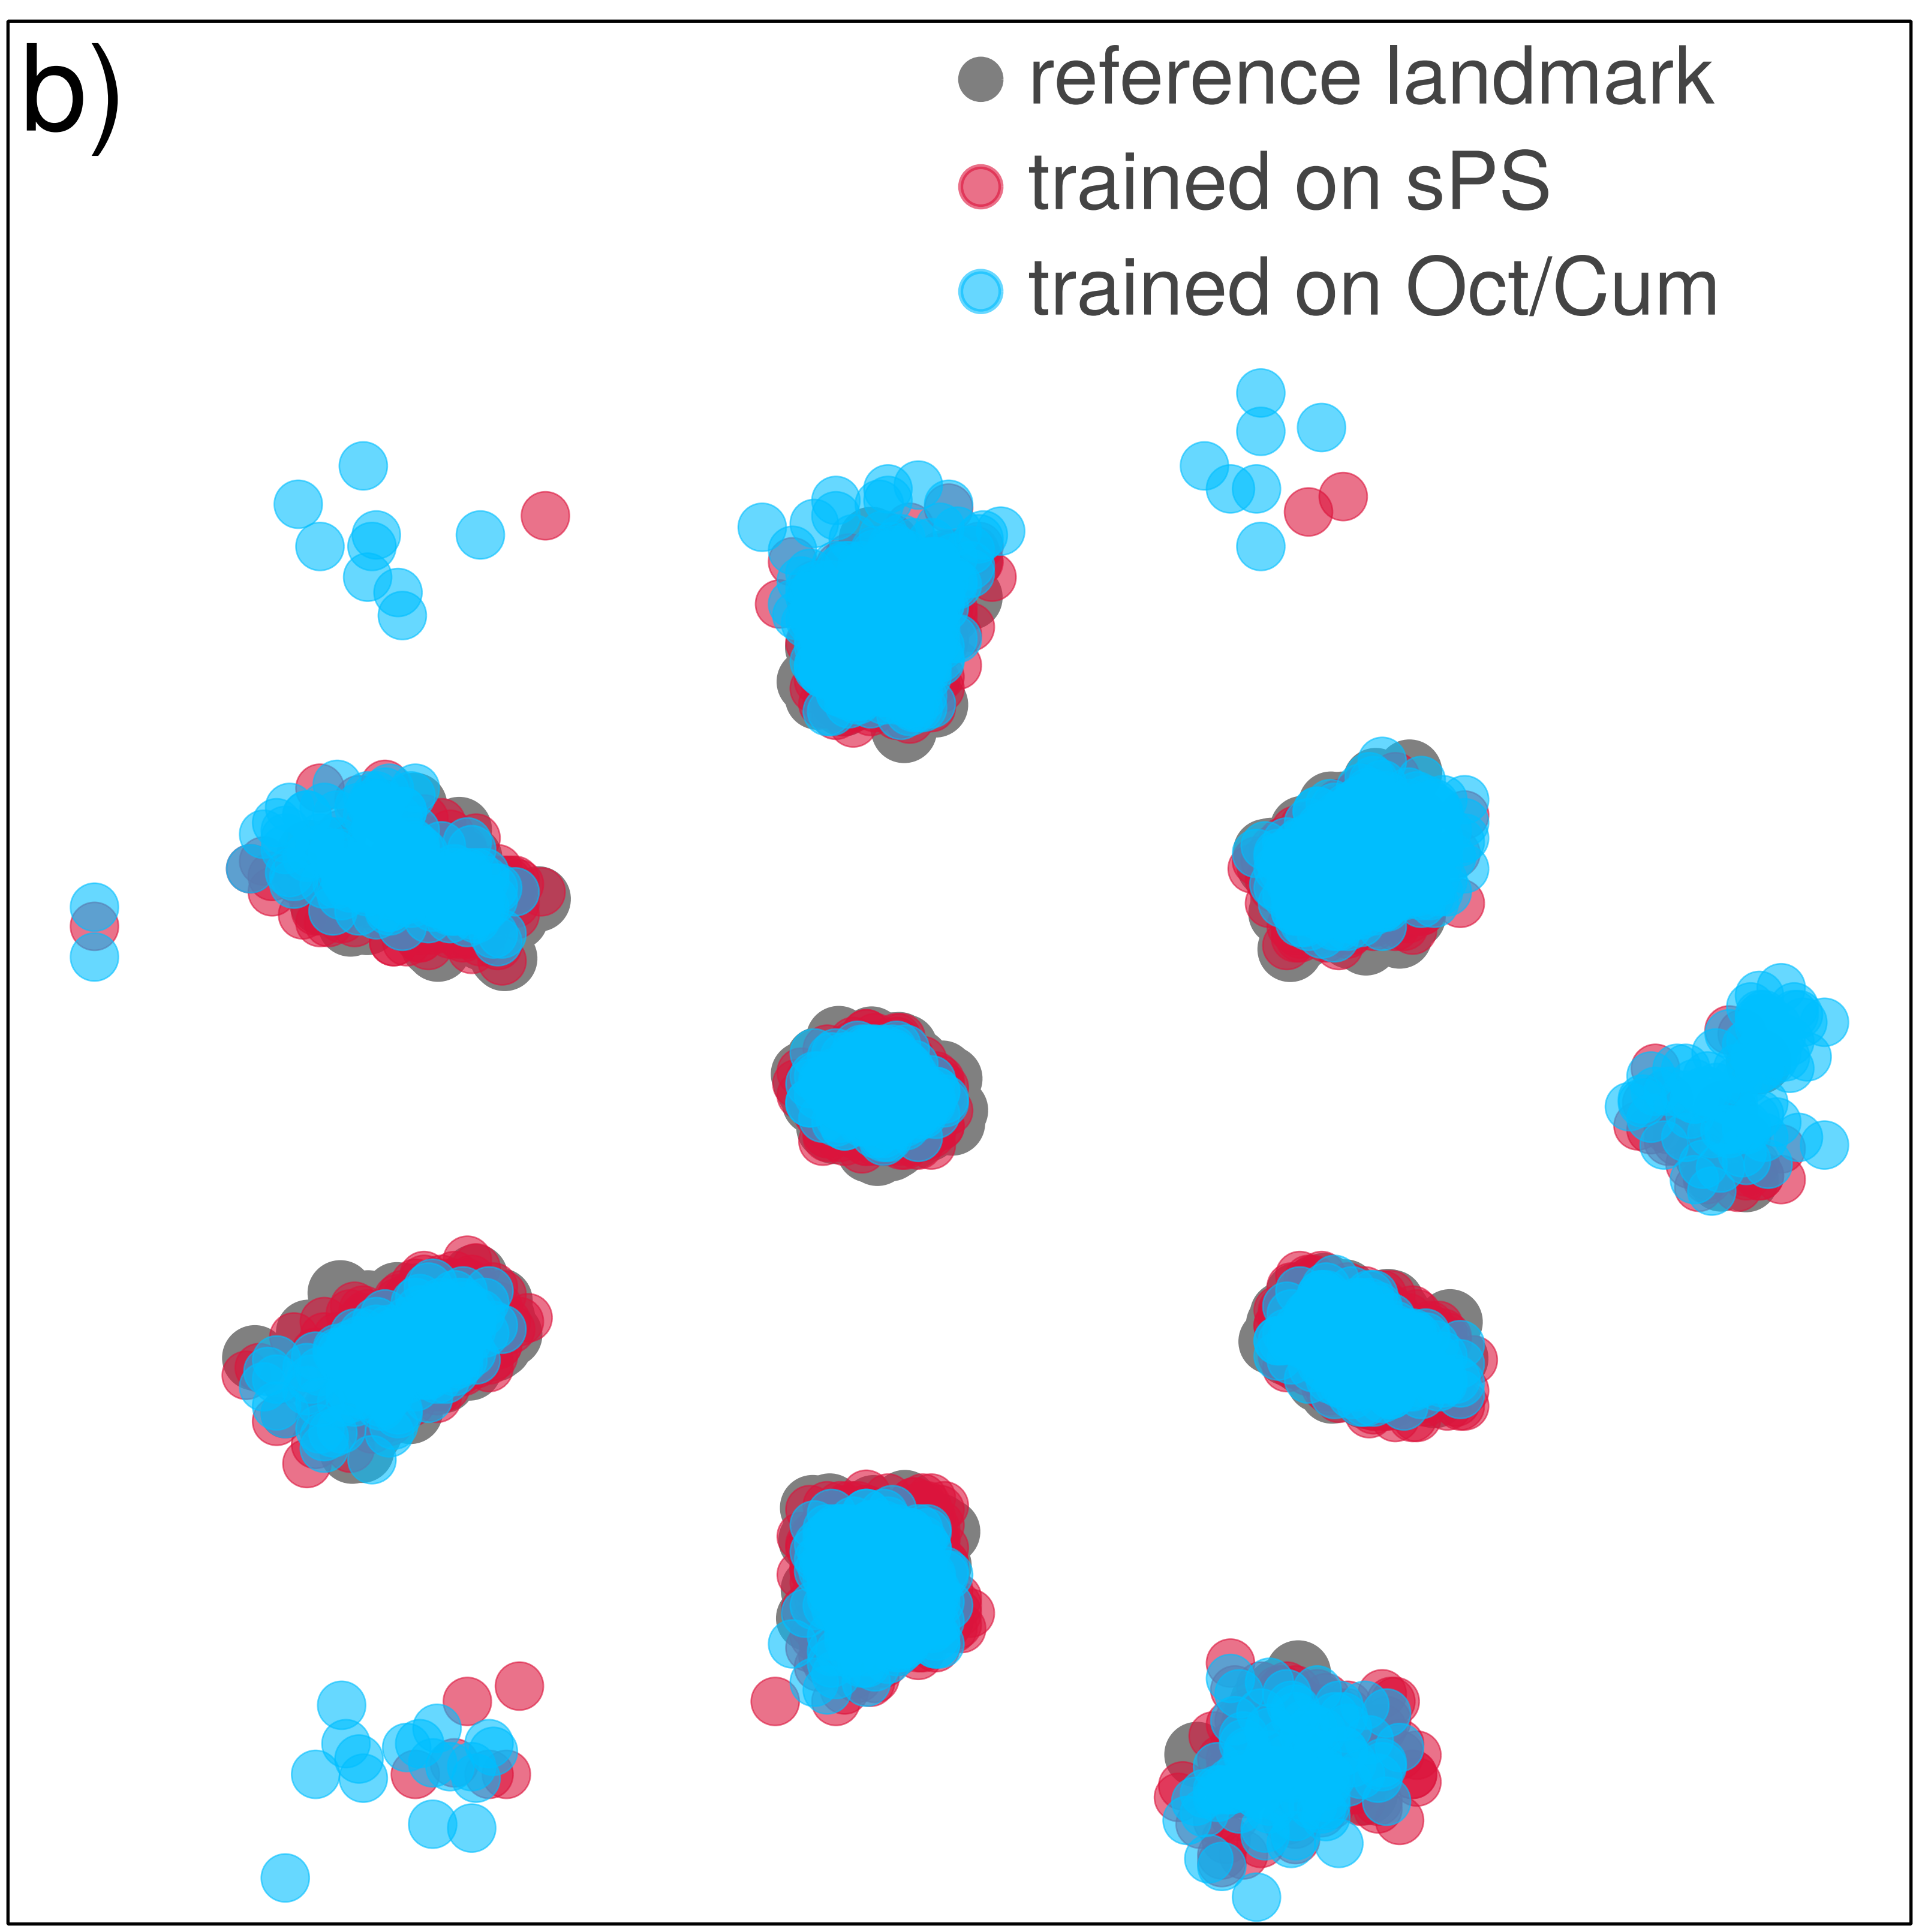 b)
reference landmark
trained on sPS
trained on Oct/Cum